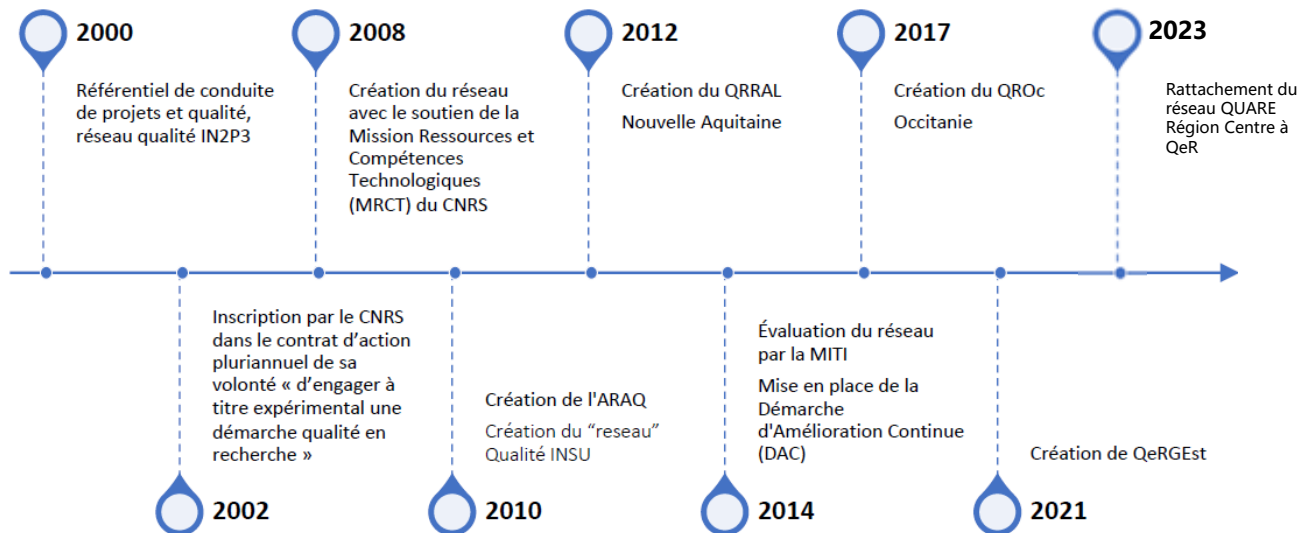 2000
Référentiel de conduite
de projets et qualité,
réseau qualité IN2P3
2008
Création du réseau
avec le soutien de la
Mission Ressources et
Compétences
Technologiques
(MRCT) du CNRS
2012
Création du QRRAL
Nouvelle Aquitaine
2017
Création du QROc
Occitanie
2023
Rattachement du
réseau QUARE
Région Centre à
QeR
Inscription par le CNRS
dans le contrat d’action
pluriannuel de sa
volonté « d’engager à
titre expérimental une
démarche qualité en
recherche »
2002
Création de l'ARAQ
Création du “reseau”
Qualité INSU
2010
Évaluation du réseau
par la MITI
Mise en place de la
Démarche
d'Amélioration Continue
(DAC)
2014
Création de QeRGEst
2021